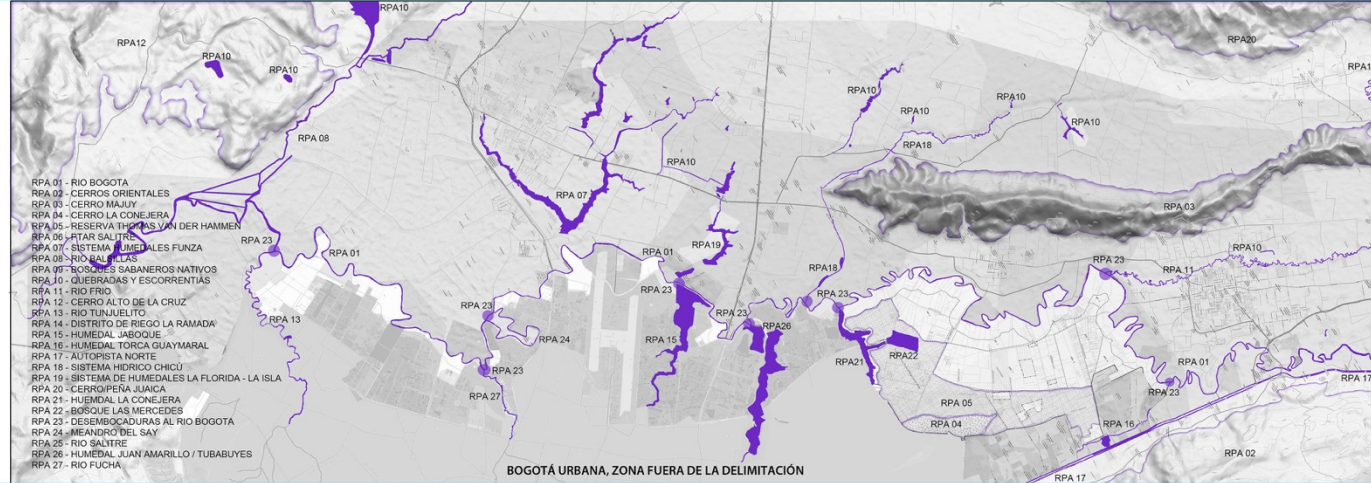 RPA10
RPA12
RPA20
RPA10
RPA10
RPA10
RPA10
RPA10
RPA10
RPA 08
RPA18
RPA10
RPA 07
RPA 03
RPA 01 - RIO BOGOTA
RPA 02 - CERROS ORIENTALES
RPA 03 - CERRO MAJUY
RPA 04 - CERRO LA CONEJERA
RPA 05 - RESERVA THOMAS VAN DER HAMMEN
RPA 06 - PTAR SALITRE
RPA 07 - SISTEMA HUMEDALES FUNZA
RPA 08 - RIO BALSILLAS
RPA 09 - BOSQUES SABANEROS NATIVOS
RPA 10 - QUEBRADAS Y ESCORRENTIAS
RPA 11 - RIO FRIO
RPA 12 - CERRO ALTO DE LA CRUZ
RPA 13 - RIO TUNJUELITO
RPA 14 - DISTRITO DE RIEGO LA RAMADA
RPA 15 - HUMEDAL JABOQUE
RPA 16 - HUMEDAL TORCA GUAYMARAL
RPA 17 - AUTOPISTA NORTE
RPA 18 - SISTEMA HIDRICO CHICÚ
RPA 19 - SISTEMA DE HUMEDALES LA FLORIDA - LA ISLA
RPA 20 - CERRO/PEÑA JUAICA
RPA 21 - HUEMDAL LA CONEJERA
RPA 22 - BOSQUE LAS MERCEDES
RPA 23 - DESEMBOCADURAS AL RIO BOGOTA
RPA 24 - MEANDRO DEL SAY
RPA 25 - RIO SALITRE
RPA 26 - HUMEDAL JUAN AMARILLO / TUBABUYES
RPA 27 - RIO FUCHA
RPA 23
RPA 01
RPA 01
RPA19
RPA10
RPA18
RPA 23
RPA 11
RPA 23
RPA 23
RPA 13
RPA 23
RPA 23
RPA26
RPA 24
RPA 15
RPA22
RPA21
RPA 01
RPA 23
RPA 17
RPA 23
RPA 27
RPA 05
RPA 04
RPA 16
RPA 02
RPA 17
BOGOTÁ URBANA, ZONA FUERA DE LA DELIMITACIÓN